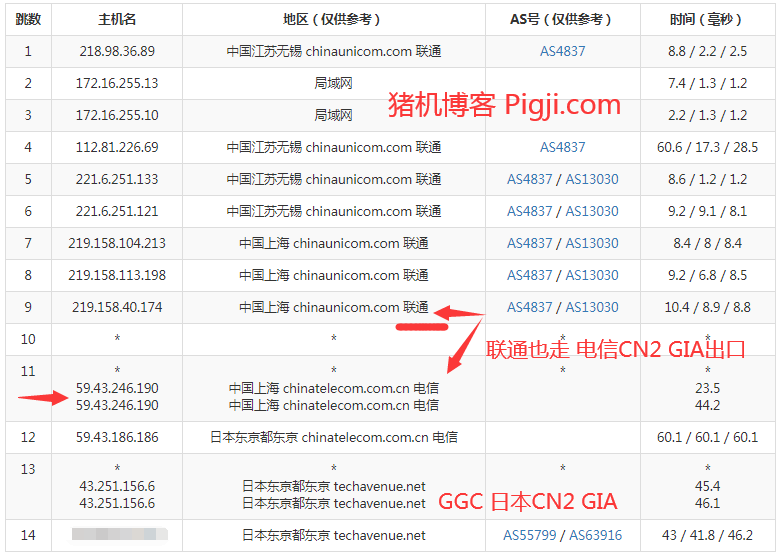 跳数 主机名 地区（仅供参考） AS号（仅供参考） 时间（毫秒）
1 218.98.36.89 中国江苏无锡 chinaunicom.com 联通 AS4837 8.8 / 2.2 / 2.5
2 172.16.255.13 局域网 7.4 / 1.3 / 1.2
3 172.16.255.10 局域网 2.2 / 1.3 / 1.2
猪机博客 Pigji.com
4 112.81.226.69 中国江苏无锡 chinaunicom.com 联通 AS4837 60.6 / 17.3 / 28.5
5 221.6.251.133 中国江苏无锡 chinaunicom.com 联通 AS4837 / AS13030 8.6 / 1.2 / 1.2
6 221.6.251.121 中国江苏无锡 chinaunicom.com 联通 AS4837 / AS13030 9.2 / 9.1 / 8.1
7 219.158.104.213 中国上海 chinaunicom.com 联通 AS4837 / AS13030 8.4 / 8 / 8.4
8 219.158.113.198 中国上海 chinaunicom.com 联通 AS4837 / AS13030 9.2 / 6.8 / 8.5
9 219.158.40.174 中国上海 chinaunicom.com 联通 AS4837 / AS13030 10.4 / 8.9 / 8.8
10 * * * *
联通也走 电信CN2 GIA出口
11 * * * *
59.43.246.190 中国上海 chinatelecom.com.cn 电信 23.5
59.43.246.190 中国上海 chinatelecom.com.cn 电信 44.2
12 59.43.186.186 日本东京都东京 chinatelecom.com.cn 电信 60.1 / 60.1 / 60.1
13 * * * *
43.251.156.6 日本东京都东京 techavenue.net 45.4
43.251.156.6 日本东京都东京 techavenue.net 46.1
GGC 日本CN2 GIA
14 日本东京都东京 techavenue.net AS55799 / AS63916 43 / 41.8 / 46.2